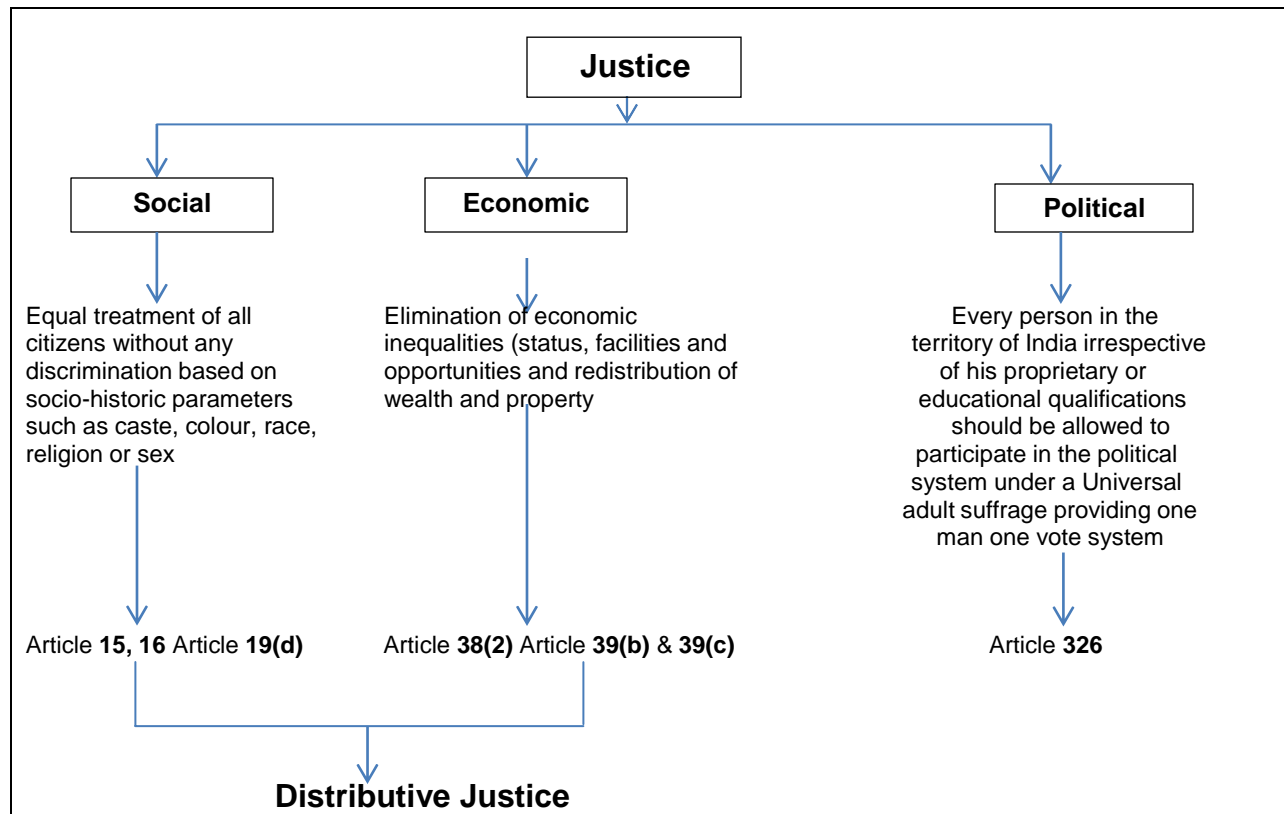 Justice
Social
Economic
Political
Equal treatment of all
citizens without any
discrimination based on
socio-historic parameters
such as caste, colour, race,
religion or sex
Elimination of economic
inequalities (status, facilities and
opportunities and redistribution of
wealth and property
Every person in the
territory of India irrespective
of his proprietary or
educational qualifications
should be allowed to
participate in the political
system under a Universal
adult suffrage providing one
man one vote system
Article 15, 16 Article 19(d)
Article 38(2) Article 39(b) & 39(c)
Article 326
Distributive Justice